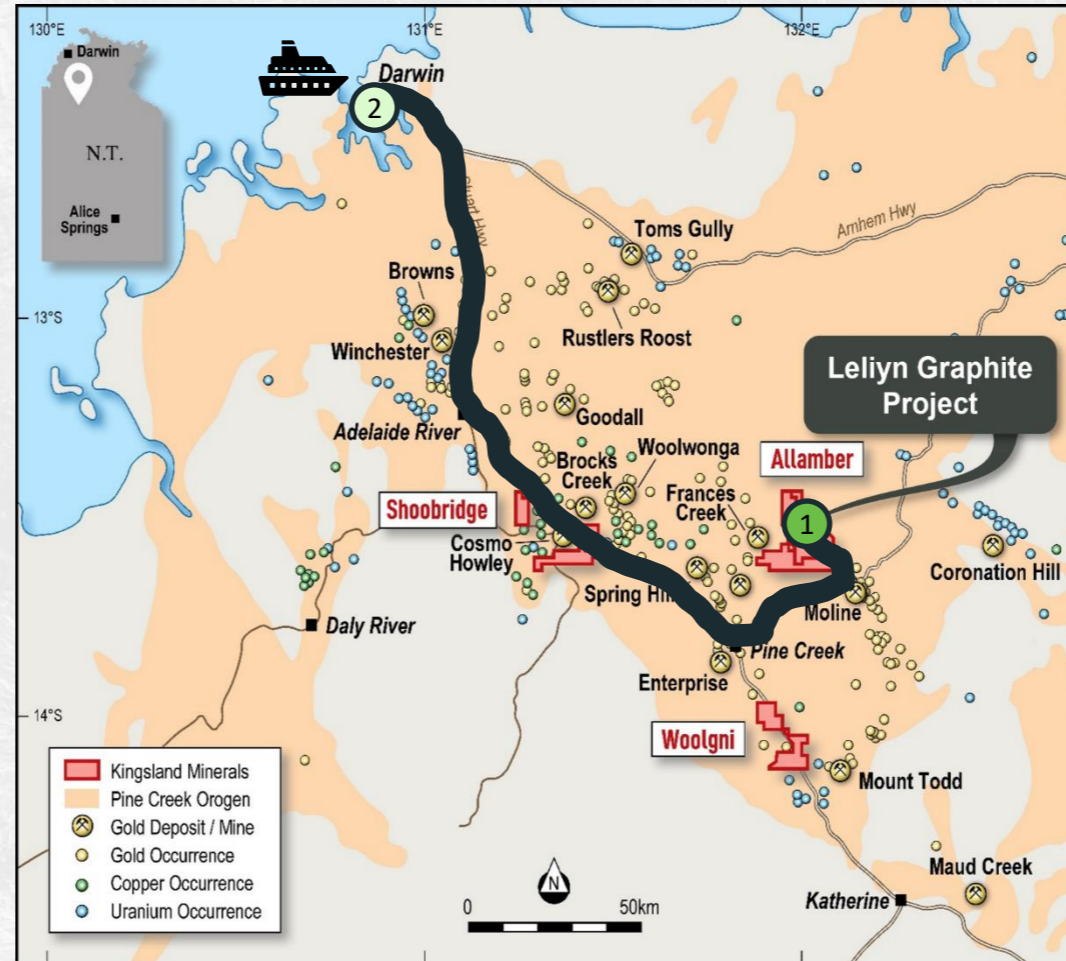 130°E
131°E
132°E
Darwin
N.T.
Alice
Springs
Darwin
2
Stuart Hwy
Arnhem Hwy
Toms Gully
Browns
13°S
Rustlers Roost
Winchester
Leliyn Graphite
Project
Goodall
Adelaide River
Woolwonga
Allamber
Brocks
Creek
Frances
Creek
Shoobridge
1
Cosmo
Howley
Coronation Hill
Spring Hill
Moline
Daly River
Pine Creek
Enterprise
14°S
Woolgni
Mount Todd
Kingsland Minerals
Pine Creek Orogen
Gold Deposit / Mine
Gold Occurrence
Copper Occurrence
Uranium Occurrence
Maud Creek
N
0
50km
Katherine